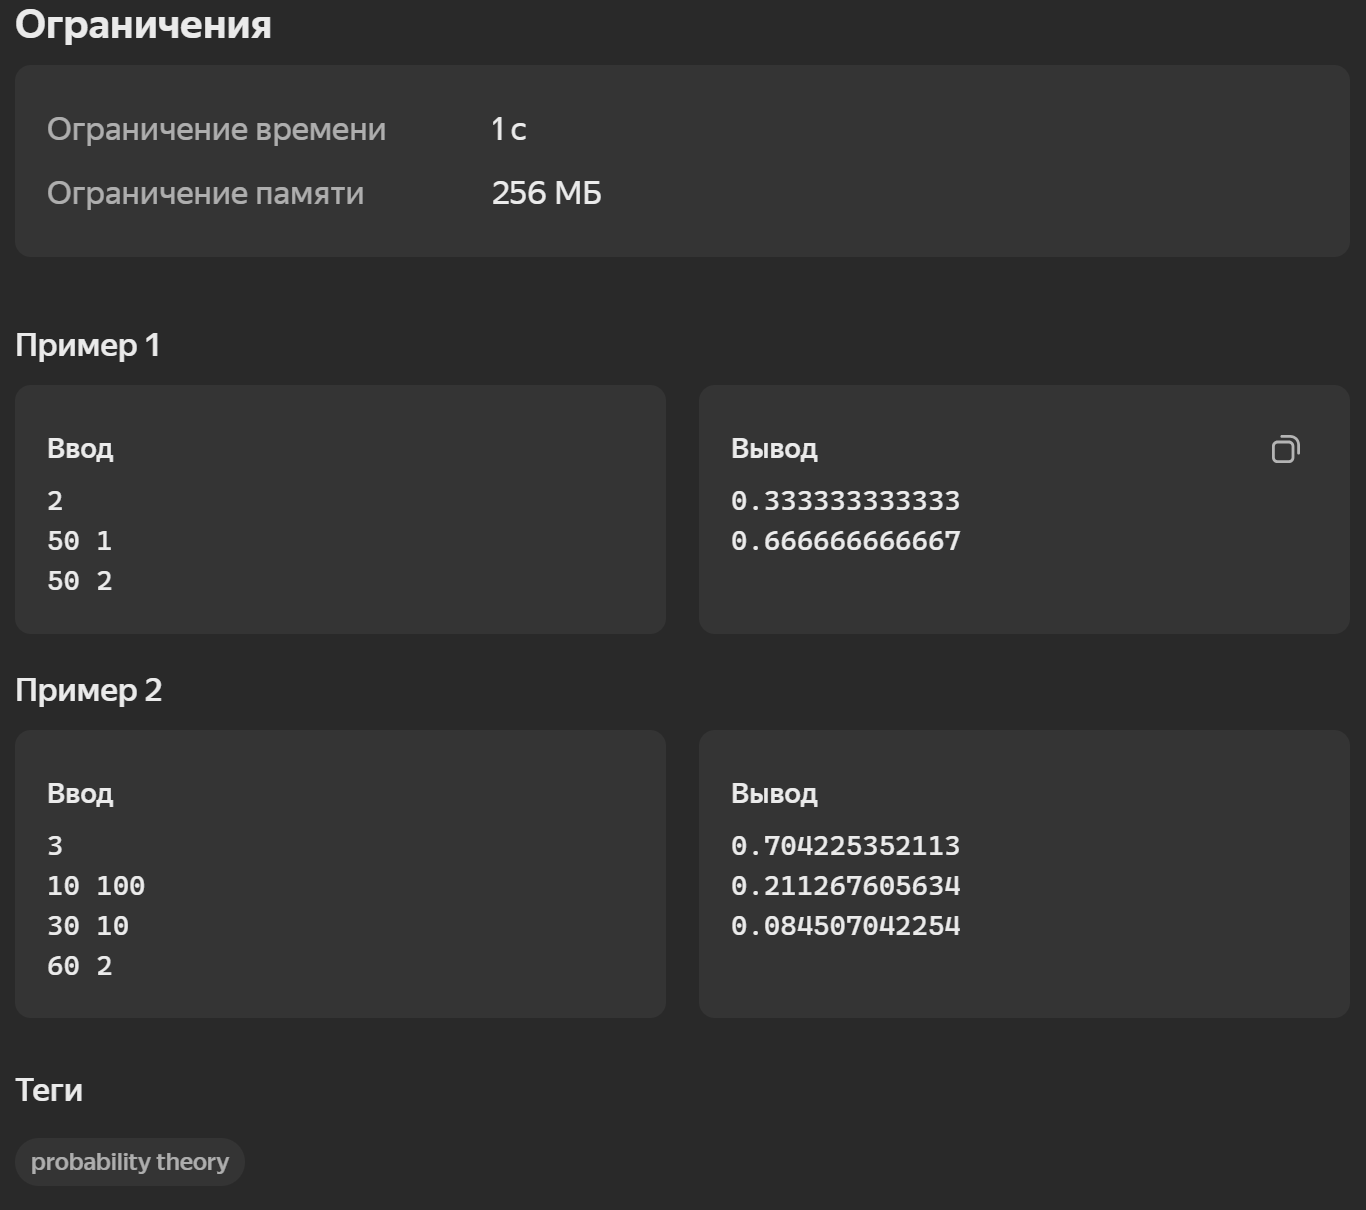 Ограничения
Ограничение времени 1 с
Ограничение памяти 256 МБ
Пример 1
Ввод
2
50 1
50 2
Вывод
0.333333333333
0.666666666667
Пример 2
Ввод
3
10 100
30 10
60 2
Вывод
0.704225352113
0.211267605634
0.084507042254
Теги
probability theory